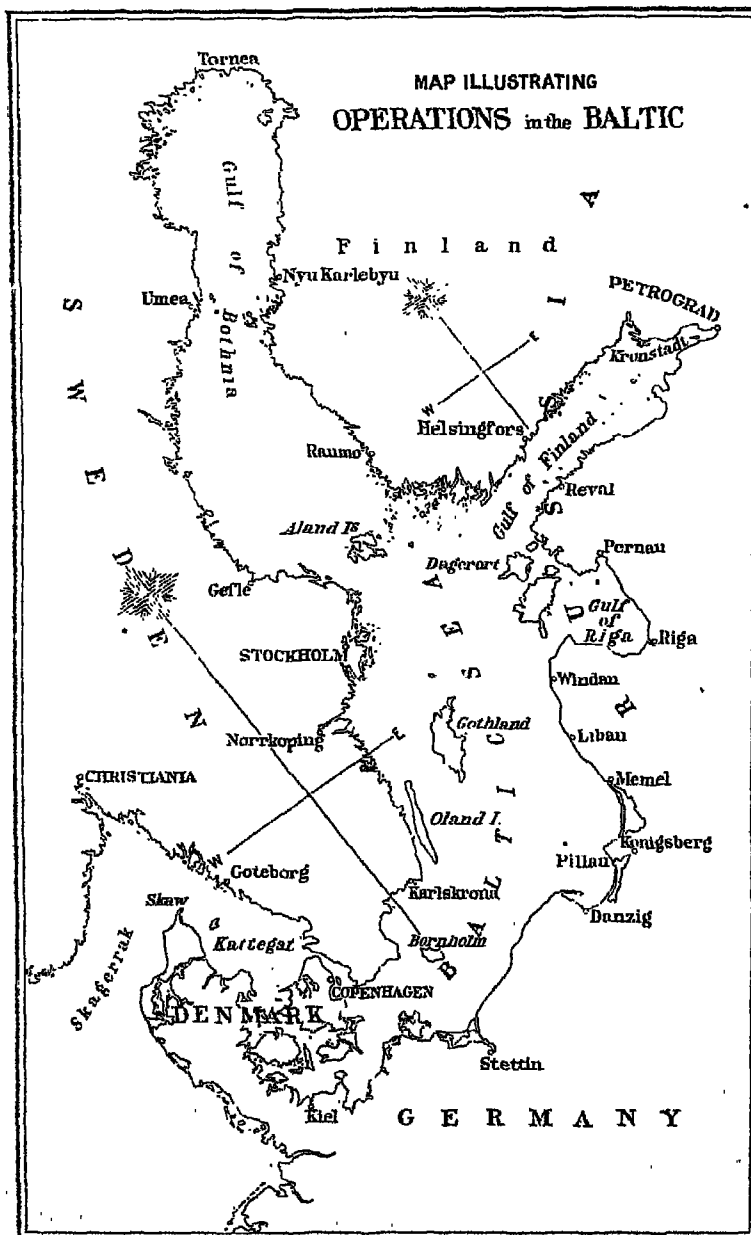 MAP ILLUSTRATING
OPERATIONS in the BALTIC
Tornea
Gulf of Bothnia
Finland
Nyu Karlebyu
Umea
PETROGRAD
Kronstadt
E
W
Helsingfors
Gulf of Finland
Raumo
Reval
Aland Is
Dagerort
Pernau
Gefle
Gulf
of
Riga
Riga
STOCKHOLM
Windau
Gothland
Norrkoping
E
Libau
CHRISTIANIA
Memel
Oland I.
Konigsberg
W
Goteborg
Pillau
Karlskrona
Skaw
Danzig
Kattegat
Bornholm
Skagerrak
COPENHAGEN
DENMARK
Stettin
Kiel
GERMANY
SWEDEN
BALTIC SEA
RUSSIA